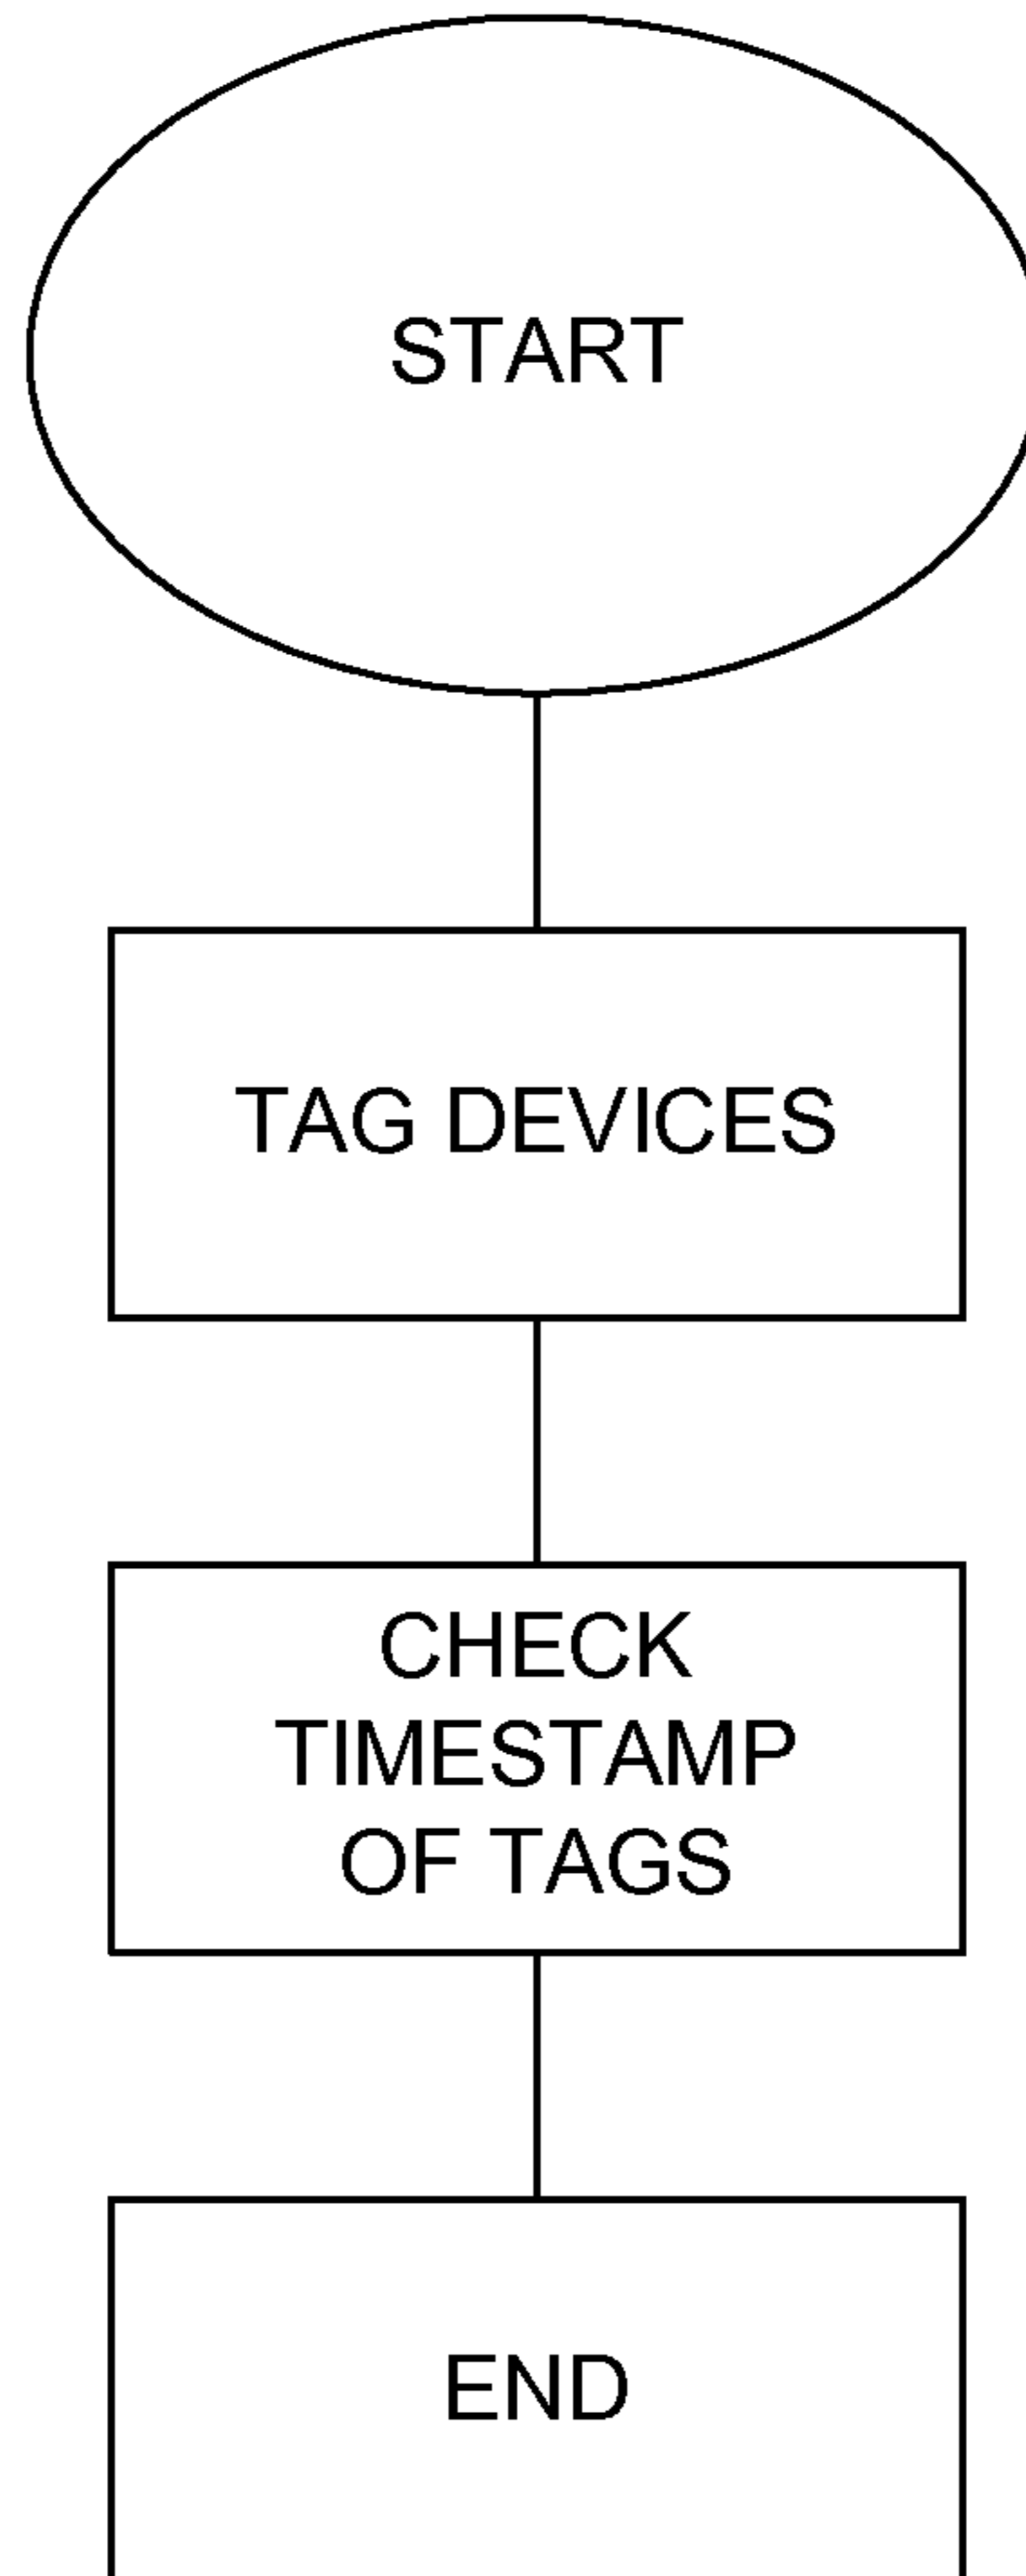 START
TAG DEVICES
CHECK
TIMESTAMP
OF TAGS
END